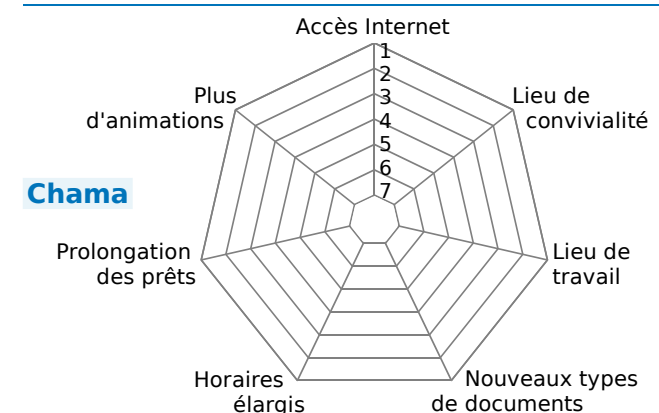 Accès Internet
1
2
3
4
5
6
7
Plus
d'animations
Lieu de
convivialité
Chama
Prolongation
des prêts
Lieu de
travail
Horaires
élargis
Nouveaux types
de documents